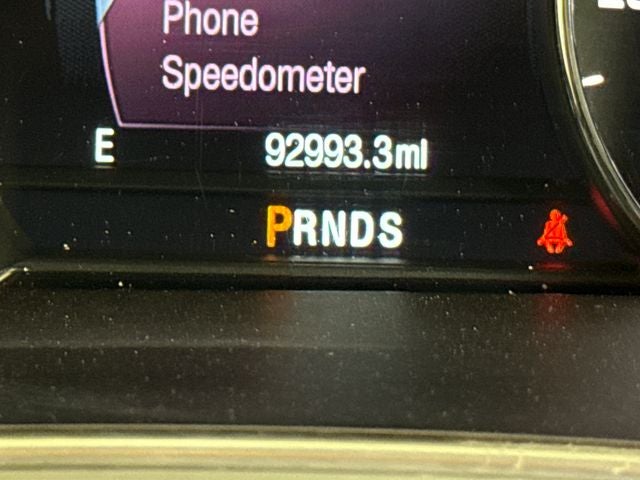 Phone
Speedometer
E 92993.3mi
PRNDS